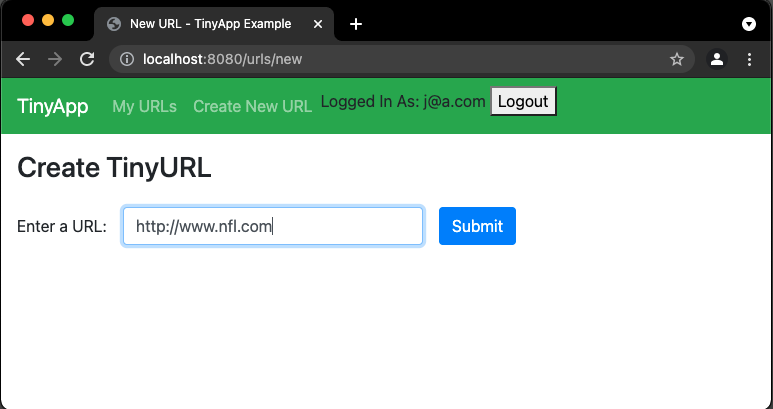 New URL - TinyApp Example
localhost:8080/urls/new
TinyApp My URLs Create New URL Logged In As: j@a.com Logout
Create TinyURL
Enter a URL: http://www.nfl.com Submit